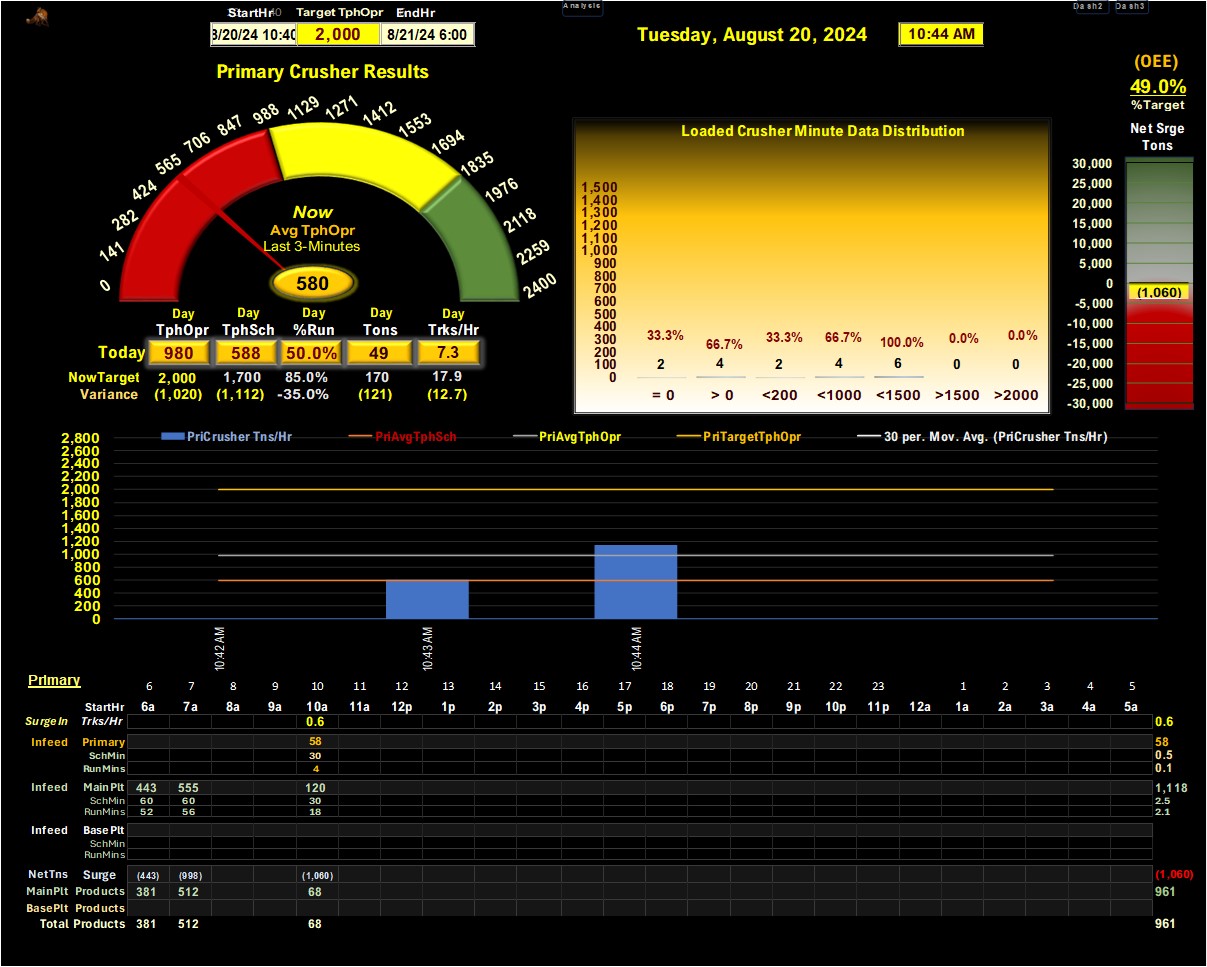 StartHr Target TphOpr EndHr
Analysis
Dash2 Dash3
8/20/24 10:40 2,000 8/21/24 6:00
Tuesday, August 20, 2024 10:44 AM
Primary Crusher Results
(OEE)
49.0%
%Target
Net Srge
Tons
0 141 282 424 565 706 847 988 1129 1271 1412 1553 1694 1835 1976 2118 2259 2400
Now
Avg TphOpr
Last 3-Minutes
580
Day Day Day Day Day
TphOpr TphSch %Run Tons Trks/Hr
Today 980 588 50.0% 49 7.3
NowTarget 2,000 1,700 85.0% 170 17.9
Variance (1,020) (1,112) -35.0% (121) (12.7)
Loaded Crusher Minute Data Distribution
1,500
1,400
1,300
1,200
1,100
1,000
900
800
700
600
500
400
300
200
100
0
33.3% 66.7% 33.3% 66.7% 100.0% 0.0% 0.0%
2 4 2 4 6 0 0
= 0 > 0 <200 <1000 <1500 >1500 >2000
30,000
25,000
20,000
15,000
10,000
5,000
0
(1,060)
-5,000
-10,000
-15,000
-20,000
-25,000
-30,000
PriCrusher Tns/Hr PriAvgTphSch PriAvgTphOpr PriTargetTphOpr 30 per. Mov. Avg. (PriCrusher Tns/Hr)
2,800
2,600
2,400
2,200
2,000
1,800
1,600
1,400
1,200
1,000
800
600
400
200
0
10:42 AM 10:43 AM 10:44 AM
Primary
6 7 8 9 10 11 12 13 14 15 16 17 18 19 20 21 22 23 1 2 3 4 5
StartHr 6a 7a 8a 9a 10a 11a 12p 1p 2p 3p 4p 5p 6p 7p 8p 9p 10p 11p 12a 1a 2a 3a 4a 5a
SurgeIn Trks/Hr 0.6 0.6
Infeed Primary 58 58
SchMin 30 0.5
RunMins 4 0.1
Infeed MainPlt 443 555 120 1,118
SchMin 60 60 30 2.5
RunMins 52 56 18 2.1
Infeed BasePlt
SchMin
RunMins
NetTns Surge (443) (998) (1,060) (1,060)
MainPlt Products 381 512 68 961
BasePlt Products
Total Products 381 512 68 961